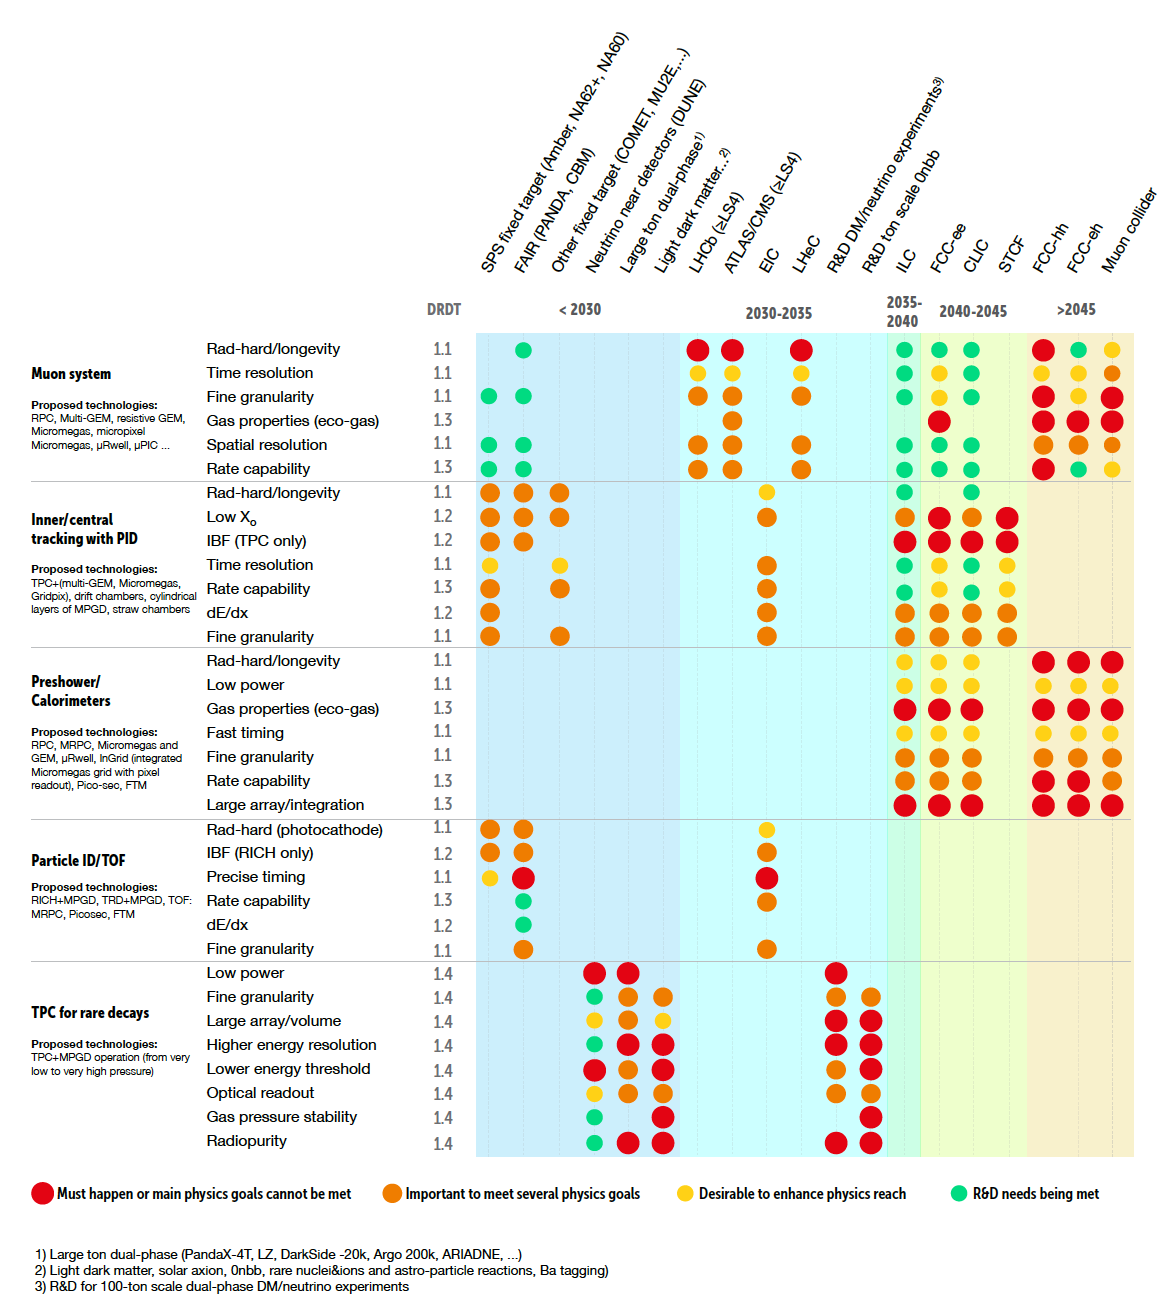 SPS fixed target (Amber, NA62+, NA60)
FAIR (PANDA, CBM)
Other fixed target (COMET, MU2E,...)
Neutrino near detectors (DUNE)
Large ton dual-phase1)
Light dark matter... 2)
LHCb (≥LS4)
ATLAS/CMS (≥LS4)
EIC
LHeC
R&D DM/neutrino experiments3)
R&D ton scale 0nbb
ILC
FCC-ee
CLIC
STCF
FCC-hh
FCC-eh
Muon collider
DRDT
< 2030
2030-2035
2035-
2040
2040-2045
>2045
Muon system
Proposed technologies:
RPC, Multi-GEM, resistive GEM,
Micromegas, micropixel
Micromegas, µRwell, µPIC ...
Rad-hard/longevity 1.1
Time resolution 1.1
Fine granularity 1.1
Gas properties (eco-gas) 1.3
Spatial resolution 1.1
Rate capability 1.3
Inner/central
tracking with PID
Proposed technologies:
TPC+(multi-GEM, Micromegas,
Gridpix), drift chambers, cylindrical
layers of MPGD, straw chambers
Rad-hard/longevity 1.1
Low Xo 1.2
IBF (TPC only) 1.2
Time resolution 1.1
Rate capability 1.3
dE/dx 1.2
Fine granularity 1.1
Preshower/
Calorimeters
Proposed technologies:
RPC, MRPC, Micromegas and
GEM, µRwell, InGrid (integrated
Micromegas grid with pixel
readout), Pico-sec, FTM
Rad-hard/longevity 1.1
Low power 1.1
Gas properties (eco-gas) 1.3
Fast timing 1.1
Fine granularity 1.1
Rate capability 1.3
Large array/integration 1.3
Particle ID/TOF
Proposed technologies:
RICH+MPGD, TRD+MPGD, TOF:
MRPC, Picosec, FTM
Rad-hard (photocathode) 1.1
IBF (RICH only) 1.2
Precise timing 1.1
Rate capability 1.3
dE/dx 1.2
Fine granularity 1.1
TPC for rare decays
Proposed technologies:
TPC+MPGD operation (from very
low to very high pressure)
Low power 1.4
Fine granularity 1.4
Large array/volume 1.4
Higher energy resolution 1.4
Lower energy threshold 1.4
Optical readout 1.4
Gas pressure stability 1.4
Radiopurity 1.4
Must happen or main physics goals cannot be met
Important to meet several physics goals
Desirable to enhance physics reach
R&D needs being met
1) Large ton dual-phase (PandaX-4T, LZ, DarkSide -20k, Argo 200k, ARIADNE, ...)
2) Light dark matter, solar axion, 0nbb, rare nuclei&ions and astro-particle reactions, Ba tagging)
3) R&D for 100-ton scale dual-phase DM/neutrino experiments